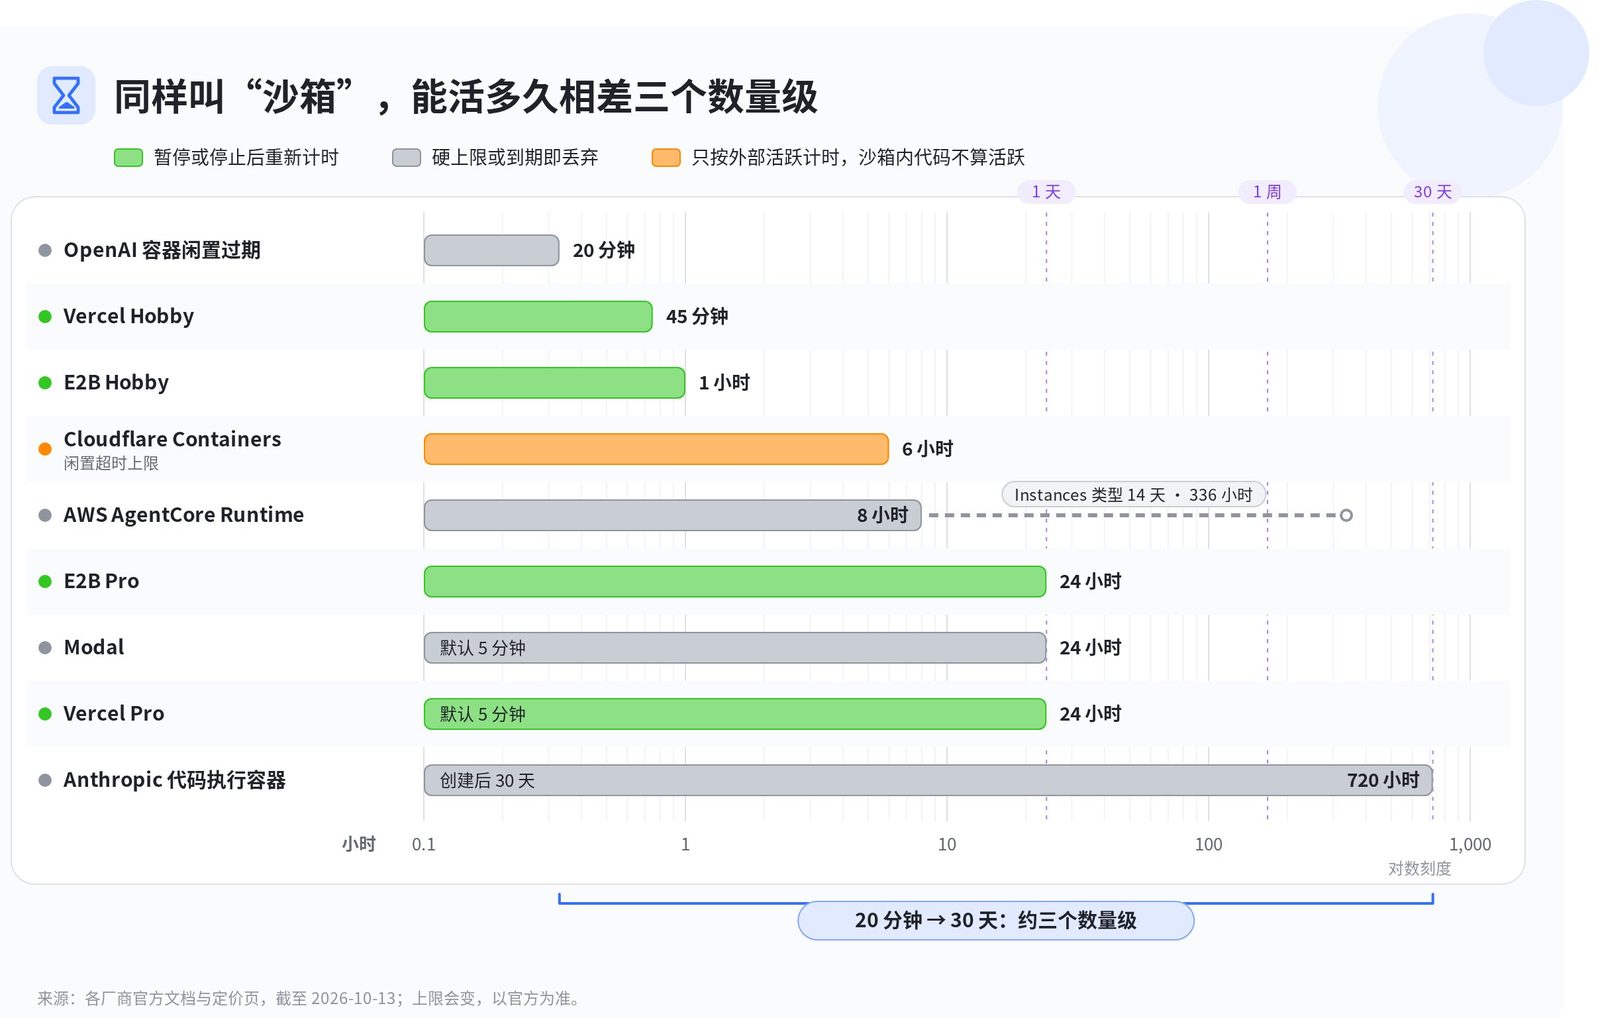 同样叫“沙箱”，能活多久相差三个数量级
暂停或停止后重新计时
硬上限或到期即丢弃
只按外部活跃计时，沙箱内代码不算活跃
1 天
1 周
30 天
OpenAI 容器闲置过期
20 分钟
Vercel Hobby
45 分钟
E2B Hobby
1 小时
Cloudflare Containers
闲置超时上限
6 小时
Instances 类型 14 天 · 336 小时
AWS AgentCore Runtime
8 小时
E2B Pro
24 小时
Modal
默认 5 分钟
24 小时
Vercel Pro
默认 5 分钟
24 小时
Anthropic 代码执行容器
创建后 30 天
720 小时
小时
0.1
1
10
100
1,000
对数刻度
20 分钟 → 30 天：约三个数量级
来源：各厂商官方文档与定价页，截至 2026-10-13；上限会变，以官方为准。